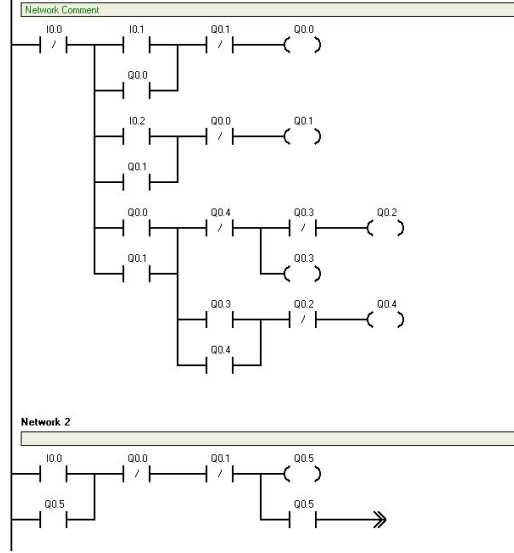 Network Comment
I0.0 I0.1 Q0.1 Q0.0
Q0.0
I0.2 Q0.0 Q0.1
Q0.1
Q0.0 Q0.4 Q0.3 Q0.2
Q0.1 Q0.3
Q0.3 Q0.2 Q0.4
Q0.4
Network 2
I0.0 Q0.0 Q0.1 Q0.5
Q0.5 Q0.5